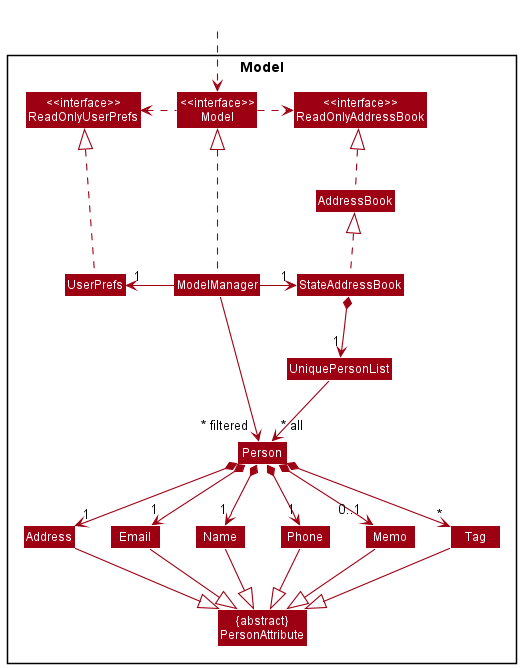 Model
<<interface>>
ReadOnlyUserPrefs
<<interface>>
Model
<<interface>>
ReadOnlyAddressBook
AddressBook
UserPrefs
1
ModelManager
1
StateAddressBook
1
UniquePersonList
* filtered
* all
Person
1
1
1
1
0..1
*
Address
Email
Name
Phone
Memo
Tag
{abstract}
PersonAttribute